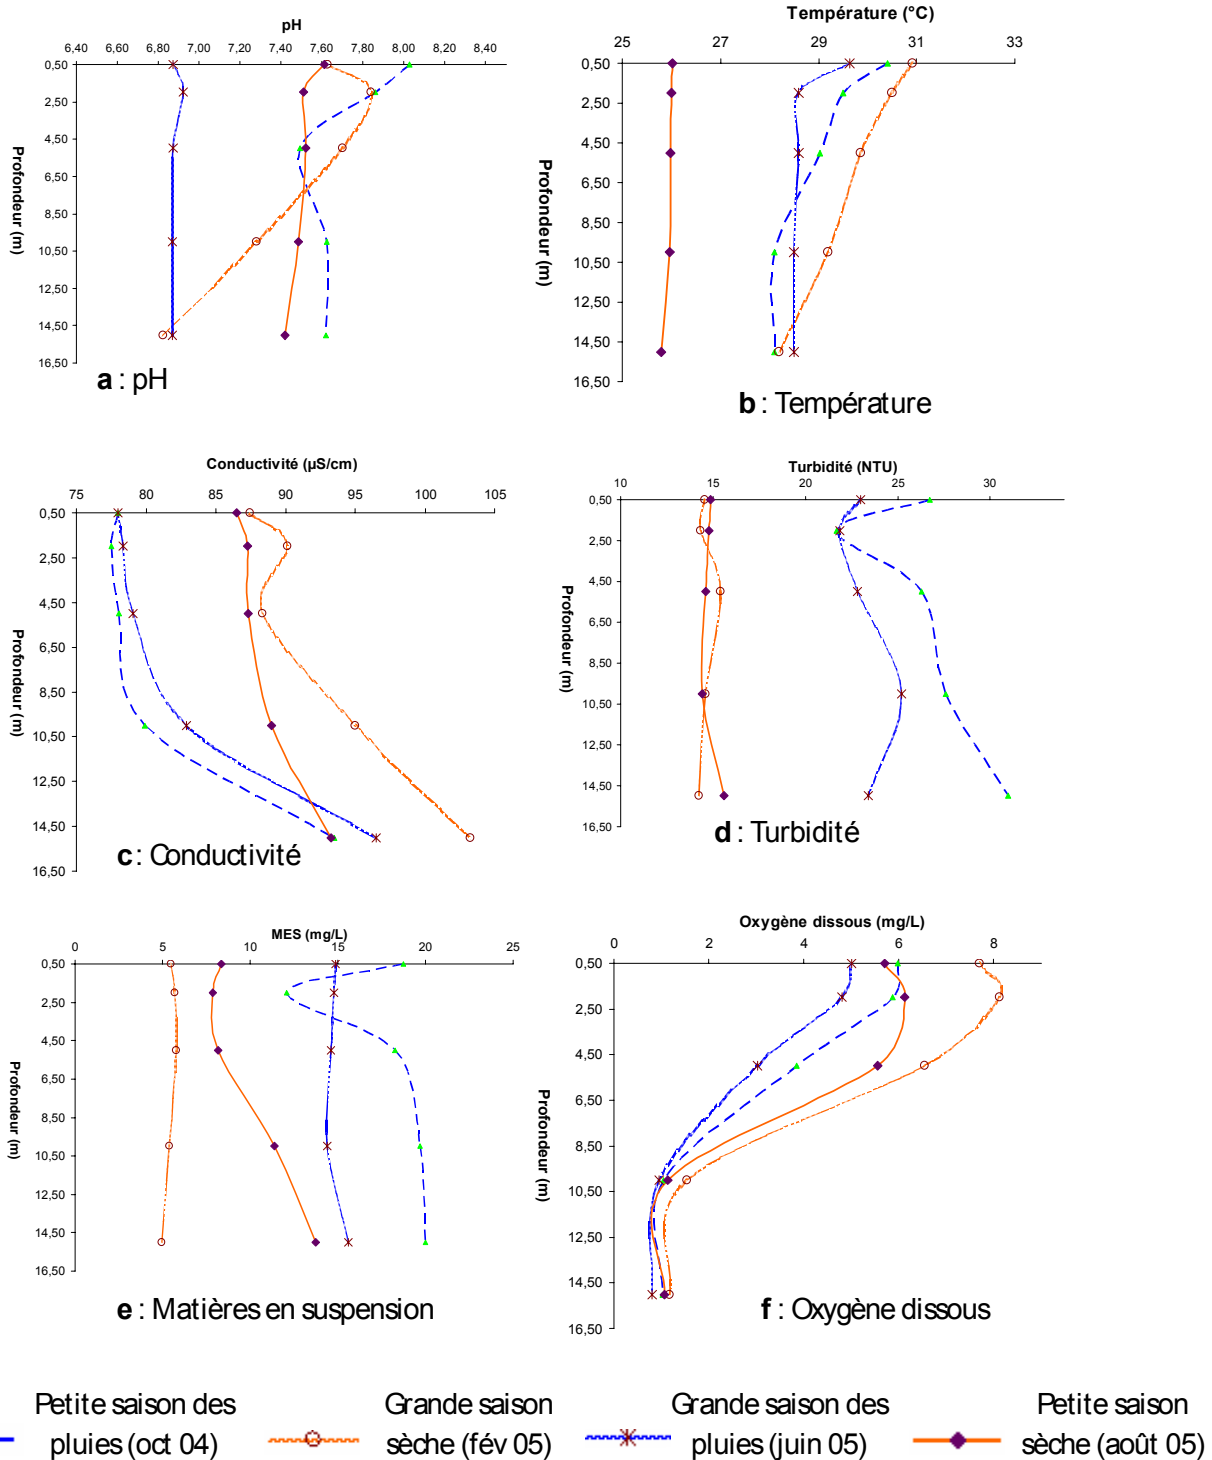 pH
6,40 6,60 6,80 7,00 7,20 7,40 7,60 7,80 8,00 8,20 8,40
0,50
2,50
4,50
6,50
8,50
10,50
12,50
14,50
16,50
Profondeur (m)
a : pH
Température (°C)
25 27 29 31 33
0,50
2,50
4,50
6,50
8,50
10,50
12,50
14,50
16,50
Profondeur (m)
b : Température
Conductivité (µS/cm)
75 80 85 90 95 100 105
0,50
2,50
4,50
6,50
8,50
10,50
12,50
14,50
16,50
Profondeur (m)
c : Conductivité
Turbidité (NTU)
10 15 20 25 30
0,50
2,50
4,50
6,50
8,50
10,50
12,50
14,50
16,50
Profondeur (m)
d : Turbidité
MES (mg/L)
0 5 10 15 20 25
0,50
2,50
4,50
6,50
8,50
10,50
12,50
14,50
16,50
Profondeur (m)
e : Matières en suspension
Oxygène dissous (mg/L)
0 2 4 6 8
0,50
2,50
4,50
6,50
8,50
10,50
12,50
14,50
16,50
Profondeur (m)
f : Oxygène dissous
Petite saison des
pluies (oct 04)
Grande saison
sèche (fév 05)
Grande saison des
pluies (juin 05)
Petite saison
sèche (août 05)